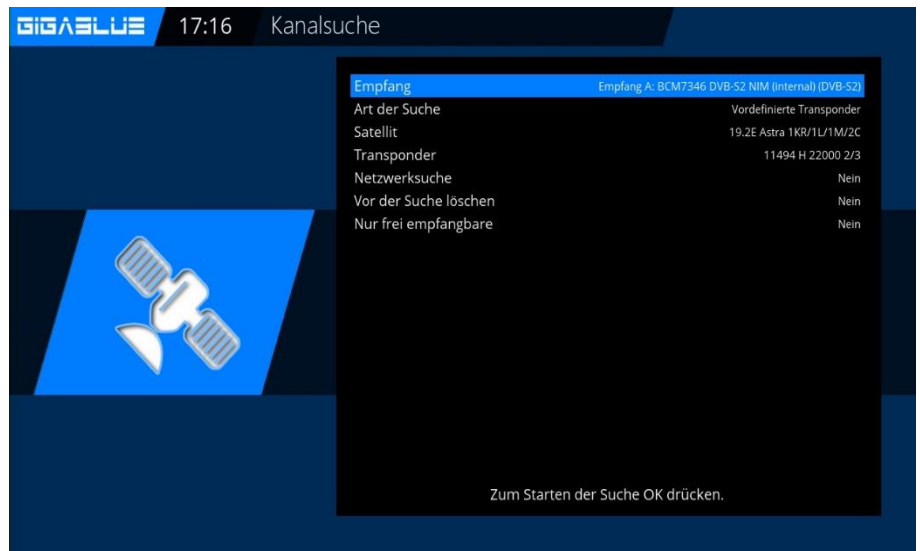 GIGABLUE 17:16 Kanalsuche
Empfang Empfang A: BCM7346 DVB-S2 NIM (internal) (DVB-S2)
Art der Suche Vordefinierte Transponder
Satellit 19.2E Astra 1KR/1L/1M/2C
Transponder 11494 H 22000 2/3
Netzwerksuche Nein
Vor der Suche löschen Nein
Nur frei empfangbare Nein
Zum Starten der Suche OK drücken.